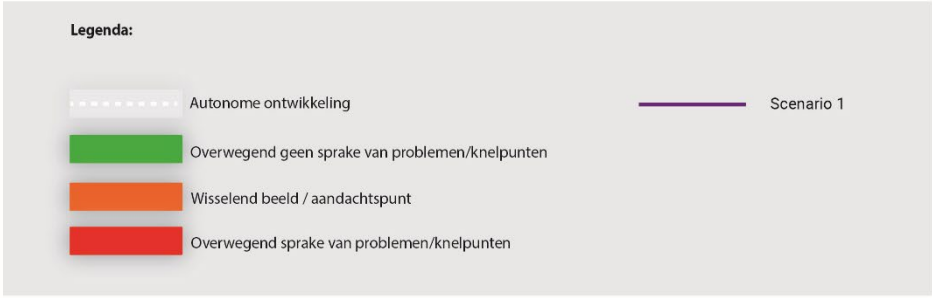 Legenda:
Autonome ontwikkeling
Scenario 1
Overwegend geen sprake van problemen/knelpunten
Wisselend beeld / aandachtspunt
Overwegend sprake van problemen/knelpunten